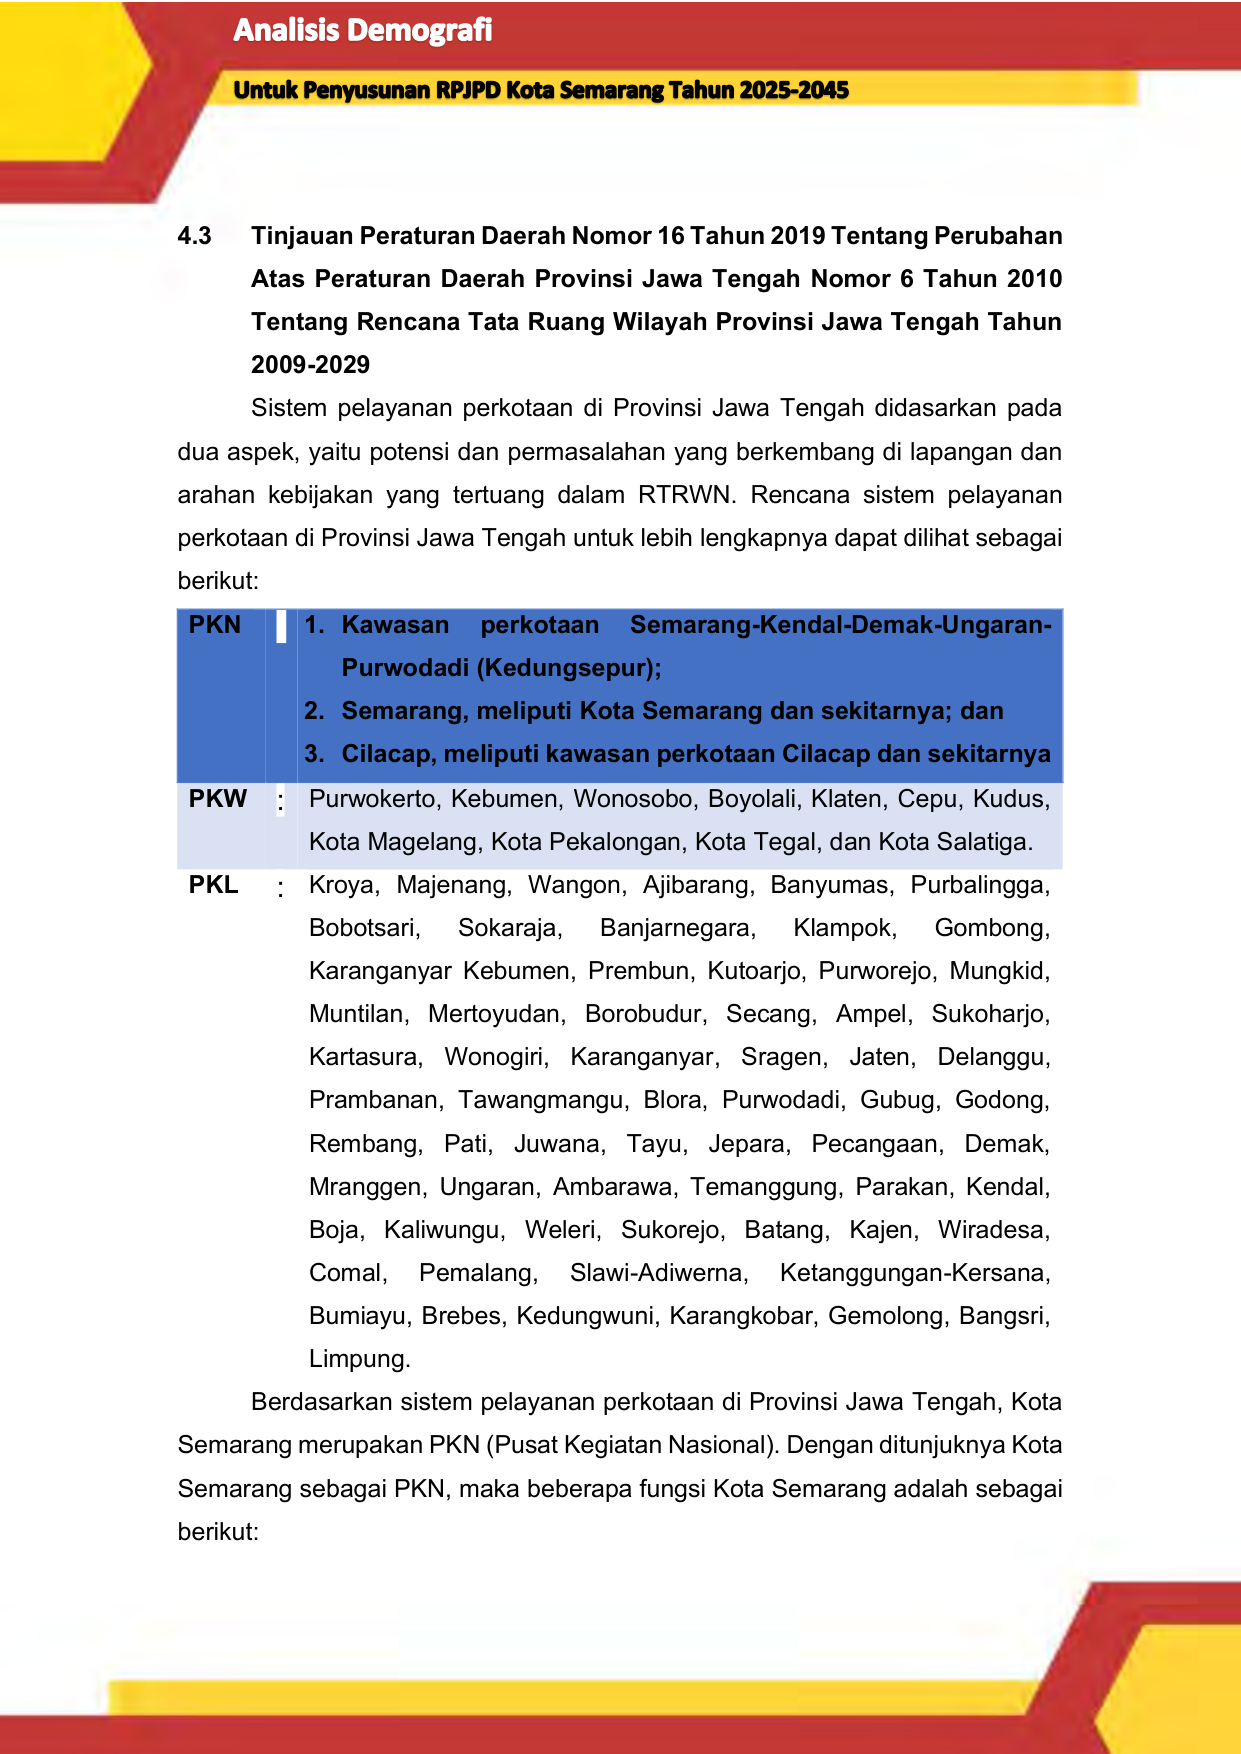 Analisis Demografi
Untuk Penyusunan RPJPD Kota Semarang Tahun 2025-2045
4.3 Tinjauan Peraturan Daerah Nomor 16 Tahun 2019 Tentang Perubahan
Atas Peraturan Daerah Provinsi Jawa Tengah Nomor 6 Tahun 2010
Tentang Rencana Tata Ruang Wilayah Provinsi Jawa Tengah Tahun
2009-2029
Sistem pelayanan perkotaan di Provinsi Jawa Tengah didasarkan pada
dua aspek, yaitu potensi dan permasalahan yang berkembang di lapangan dan
arahan kebijakan yang tertuang dalam RTRWN. Rencana sistem pelayanan
perkotaan di Provinsi Jawa Tengah untuk lebih lengkapnya dapat dilihat sebagai
berikut:
PKN 1. Kawasan perkotaan Semarang-Kendal-Demak-Ungaran-
Purwodadi (Kedungsepur);
2. Semarang, meliputi Kota Semarang dan sekitarnya; dan
3. Cilacap, meliputi kawasan perkotaan Cilacap dan sekitarnya
PKW : Purwokerto, Kebumen, Wonosobo, Boyolali, Klaten, Cepu, Kudus,
Kota Magelang, Kota Pekalongan, Kota Tegal, dan Kota Salatiga.
PKL : Kroya, Majenang, Wangon, Ajibarang, Banyumas, Purbalingga,
Bobotsari, Sokaraja, Banjarnegara, Klampok, Gombong,
Karanganyar Kebumen, Prembun, Kutoarjo, Purworejo, Mungkid,
Muntilan, Mertoyudan, Borobudur, Secang, Ampel, Sukoharjo,
Kartasura, Wonogiri, Karanganyar, Sragen, Jaten, Delanggu,
Prambanan, Tawangmangu, Blora, Purwodadi, Gubug, Godong,
Rembang, Pati, Juwana, Tayu, Jepara, Pecangaan, Demak,
Mranggen, Ungaran, Ambarawa, Temanggung, Parakan, Kendal,
Boja, Kaliwungu, Weleri, Sukorejo, Batang, Kajen, Wiradesa,
Comal, Pemalang, Slawi-Adiwerna, Ketanggungan-Kersana,
Bumiayu, Brebes, Kedungwuni, Karangkobar, Gemolong, Bangsri,
Limpung.
Berdasarkan sistem pelayanan perkotaan di Provinsi Jawa Tengah, Kota
Semarang merupakan PKN (Pusat Kegiatan Nasional). Dengan ditunjuknya Kota
Semarang sebagai PKN, maka beberapa fungsi Kota Semarang adalah sebagai
berikut: